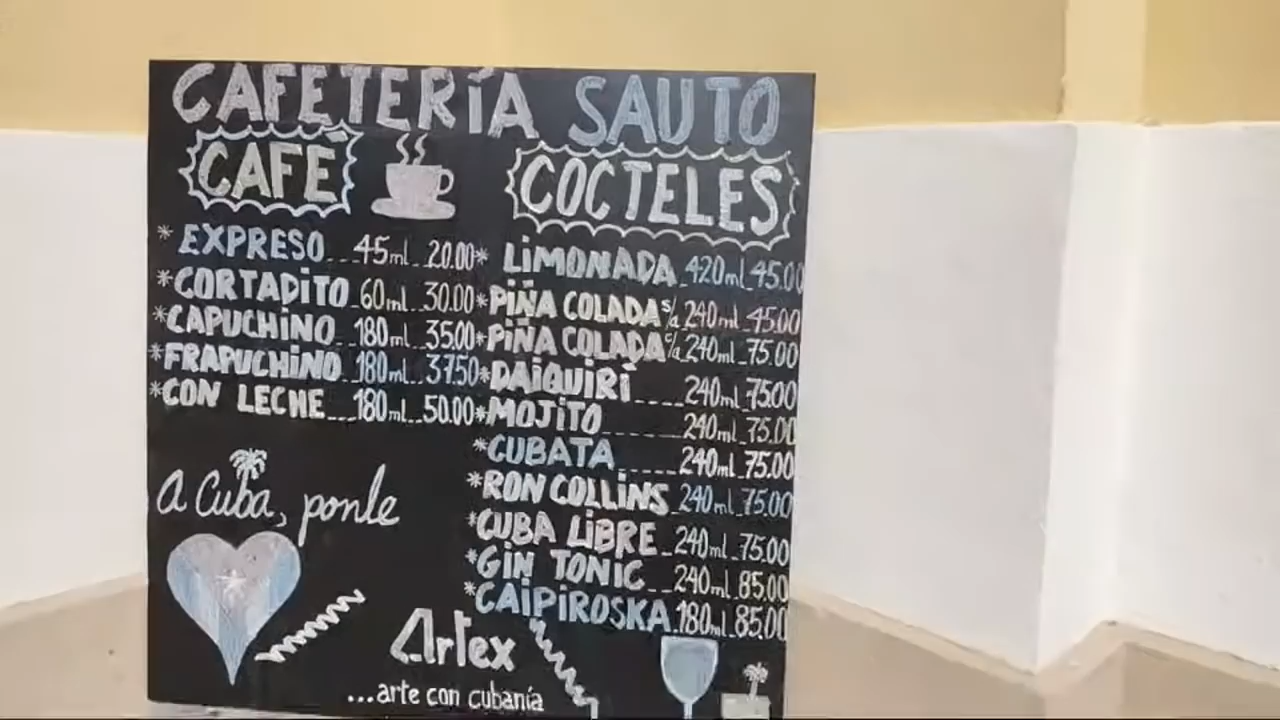 CAFETERÍA SAUTO
CAFE
* EXPRESO 45ml 20.00
* CORTADITO 60ml 30.00
* CAPUCHINO 180ml 35.00
* FRAPUCHINO 180ml 37.50
* CON LECHE 180ml 50.00
COCTELES
* LIMONADA 420ml 45.00
* PIÑA COLADA s/a 240ml 45.00
* PIÑA COLADA c/a 240ml 75.00
* DAIQUIRÍ 240ml 75.00
* MOJITO 240ml 75.00
* CUBATA 240ml 75.00
* RON COLLINS 240ml 75.00
* CUBA LIBRE 240ml 75.00
* GIN TONIC 240ml 85.00
* CAIPIROSKA 180ml 85.00
a Cuba, ponle
Artex
...arte con cubanía